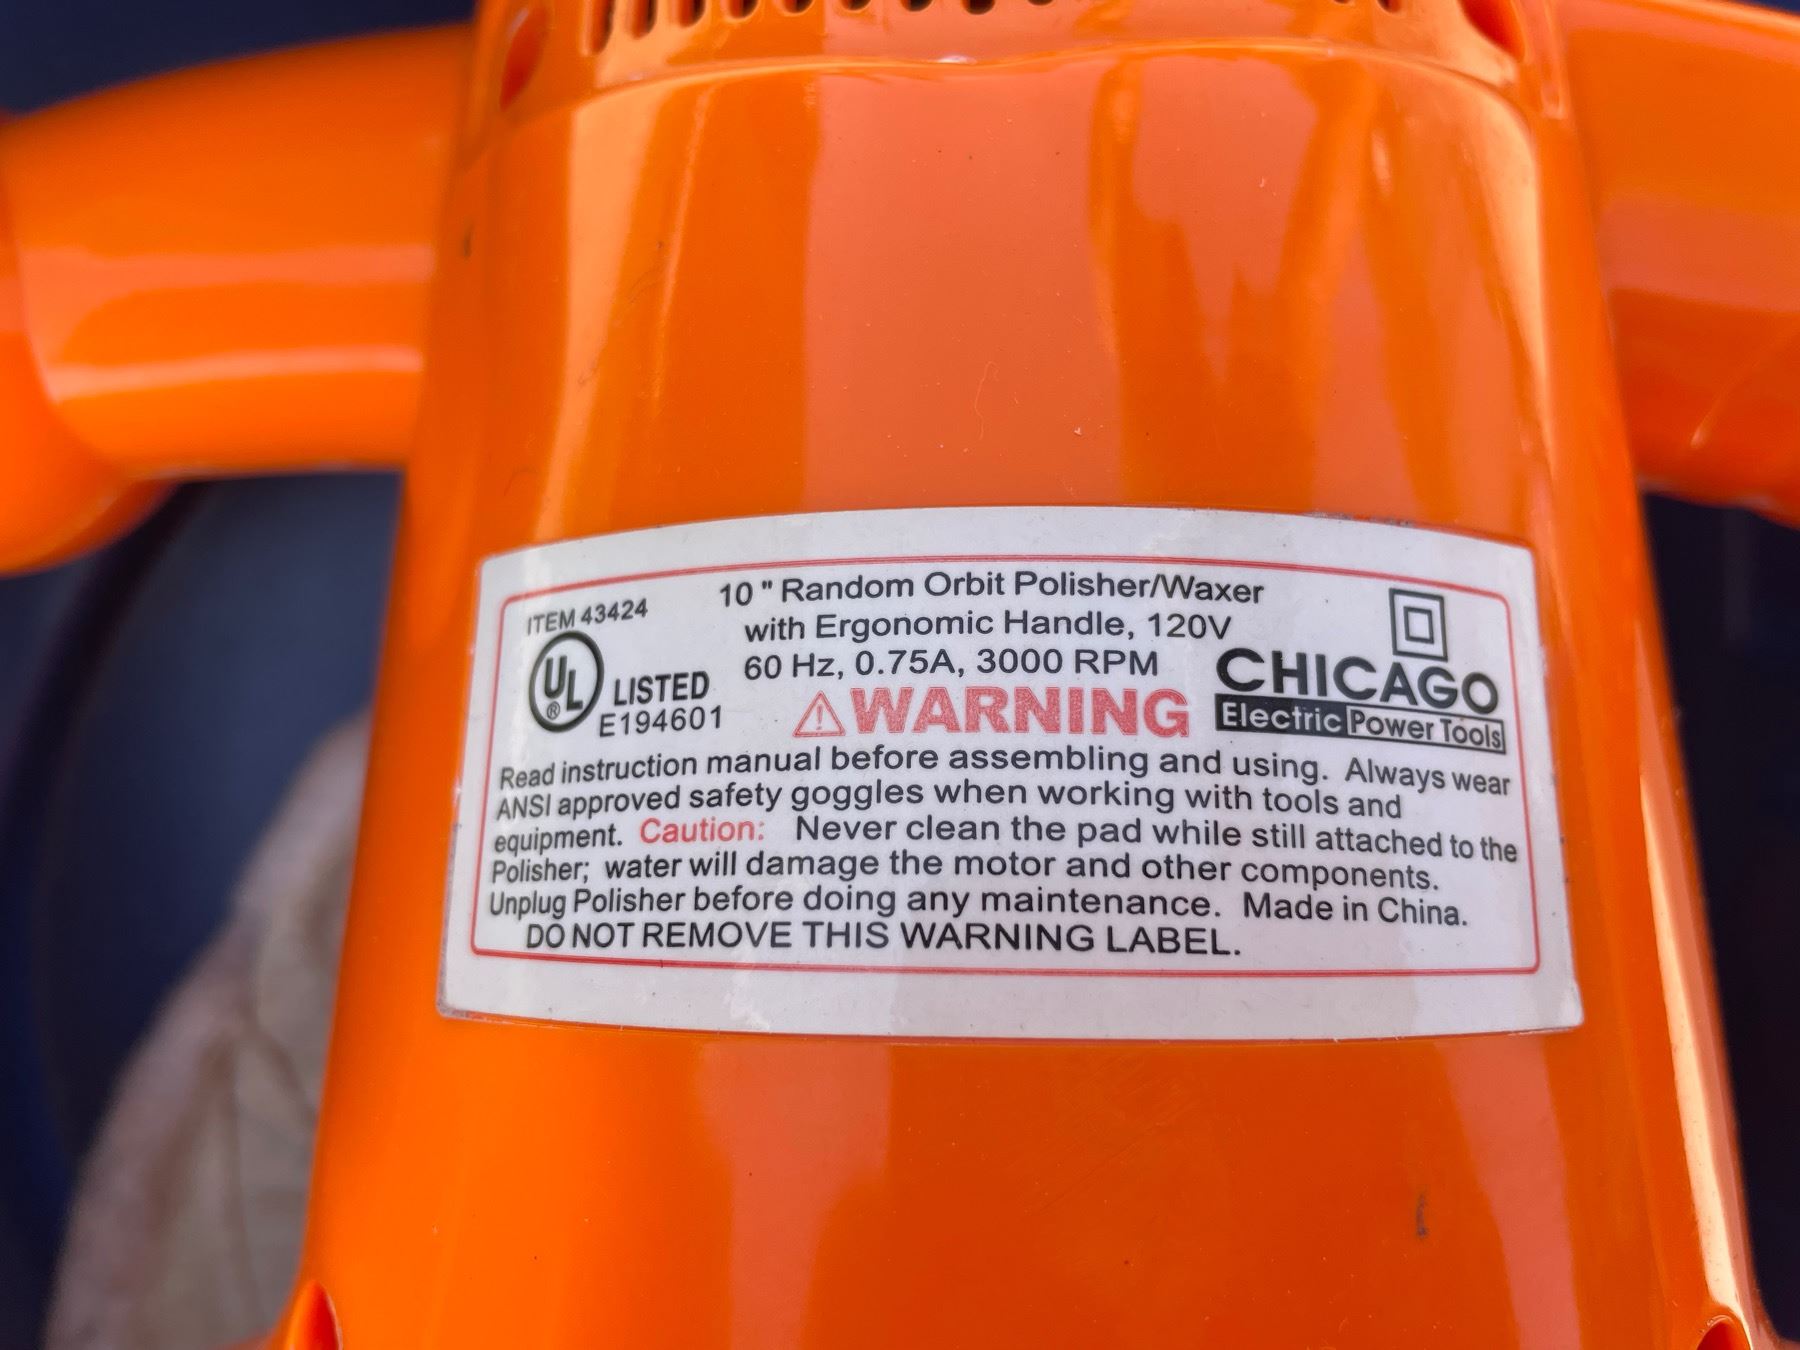 ITEM 43424
10 " Random Orbit Polisher/Waxer
with Ergonomic Handle, 120V
60 Hz, 0.75A, 3000 RPM
UL ®
LISTED
E194601
⚠WARNING
CHICAGO
Electric Power Tools
Read instruction manual before assembling and using. Always wear
ANSI approved safety goggles when working with tools and
equipment. Caution: Never clean the pad while still attached to the
Polisher; water will damage the motor and other components.
Unplug Polisher before doing any maintenance. Made in China.
DO NOT REMOVE THIS WARNING LABEL.